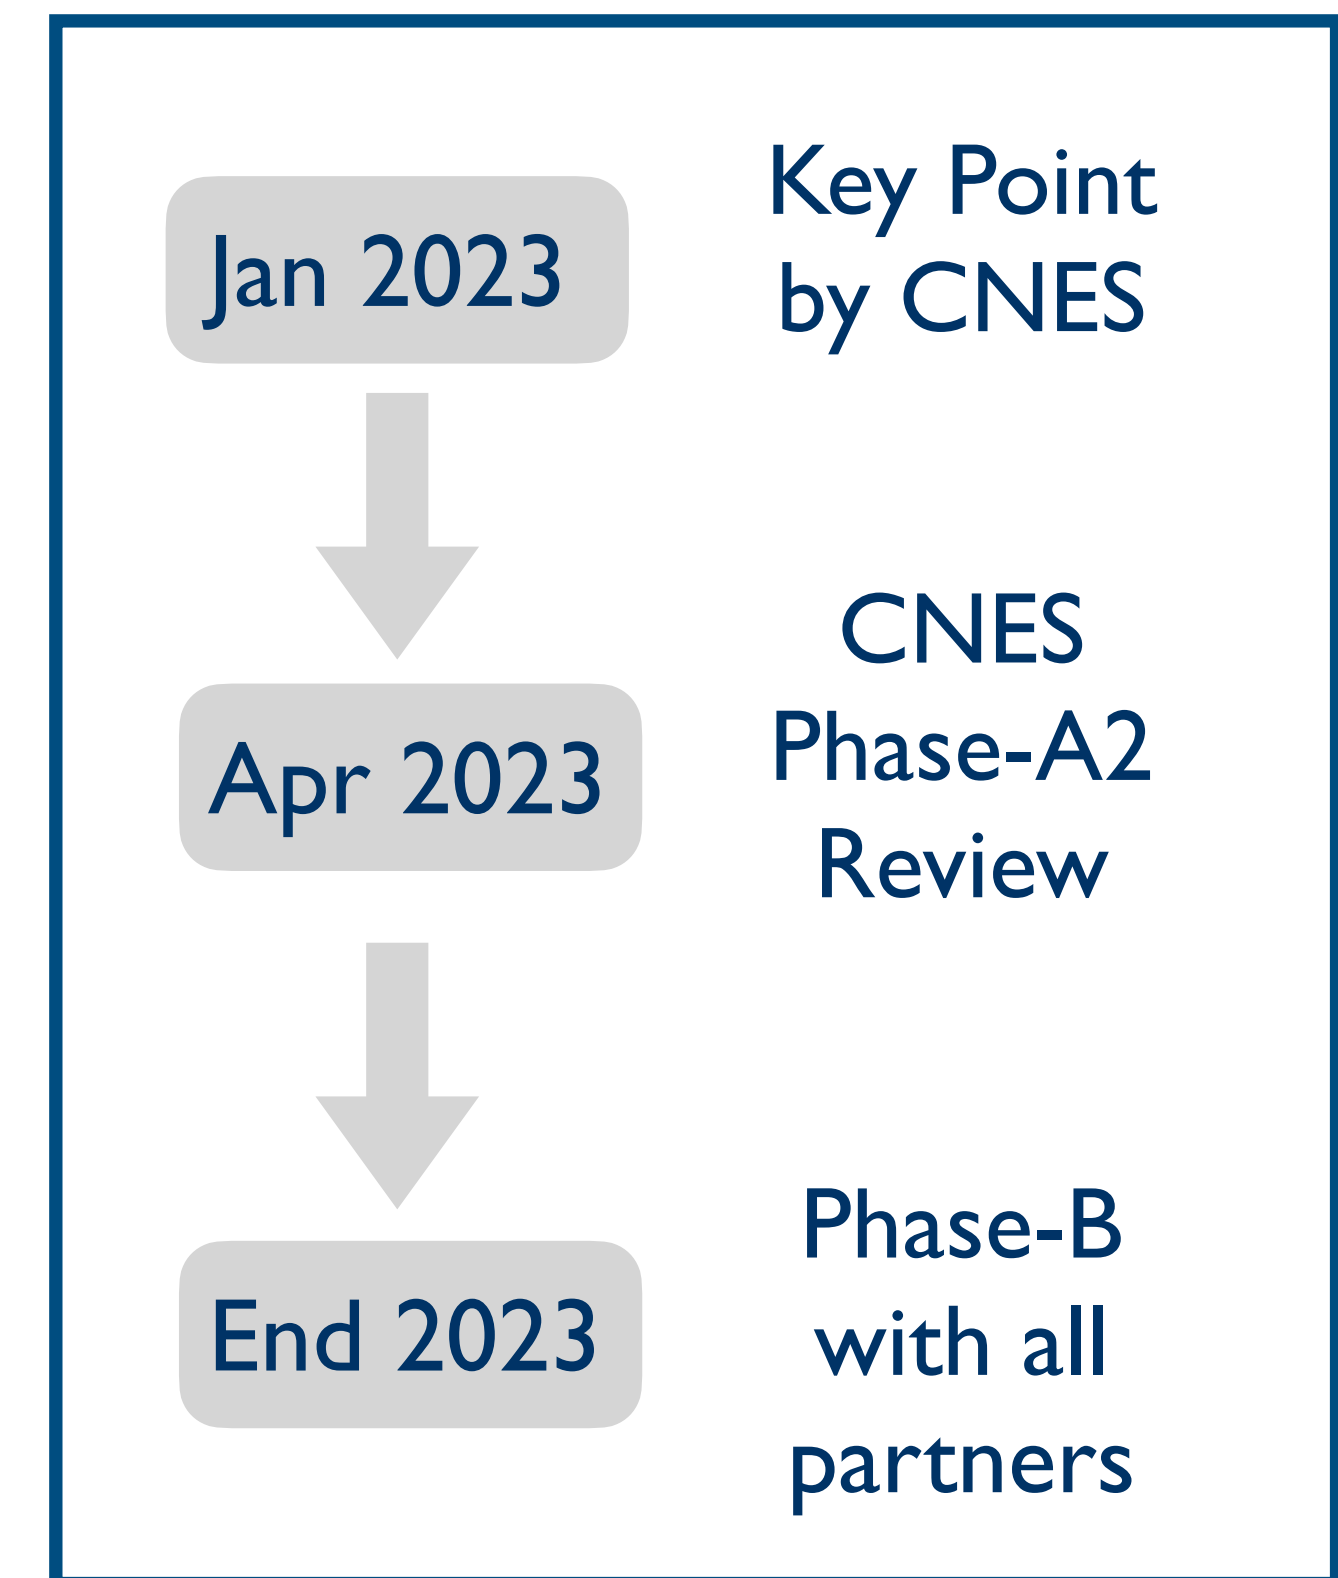 Jan 2023
Key Point
by CNES
Apr 2023
CNES
Phase-A2
Review
End 2023
Phase-B
with all
partners